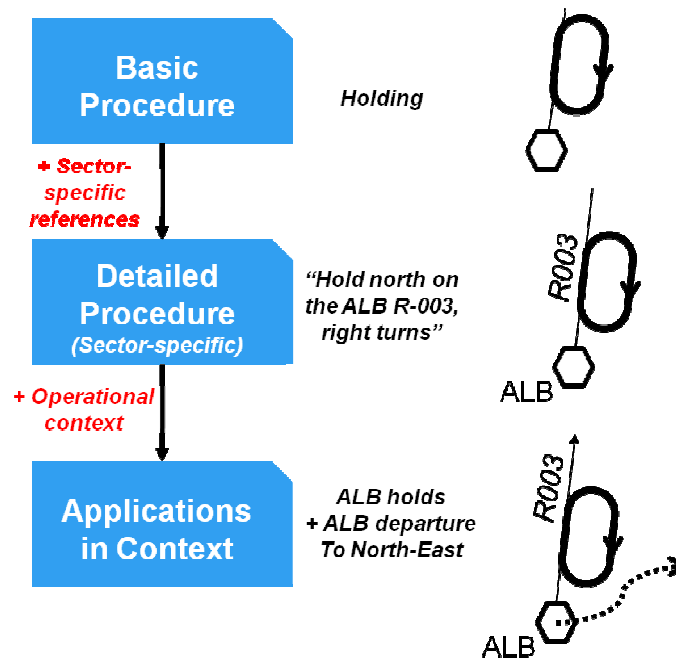 Basic
Procedure
Holding
+ Sector-
specific
references
Detailed
Procedure
(Sector-specific)
“Hold north on
the ALB R-003,
right turns”
R003
ALB
+ Operational
context
Applications
in Context
ALB holds
+ ALB departure
To North-East
R003
ALB